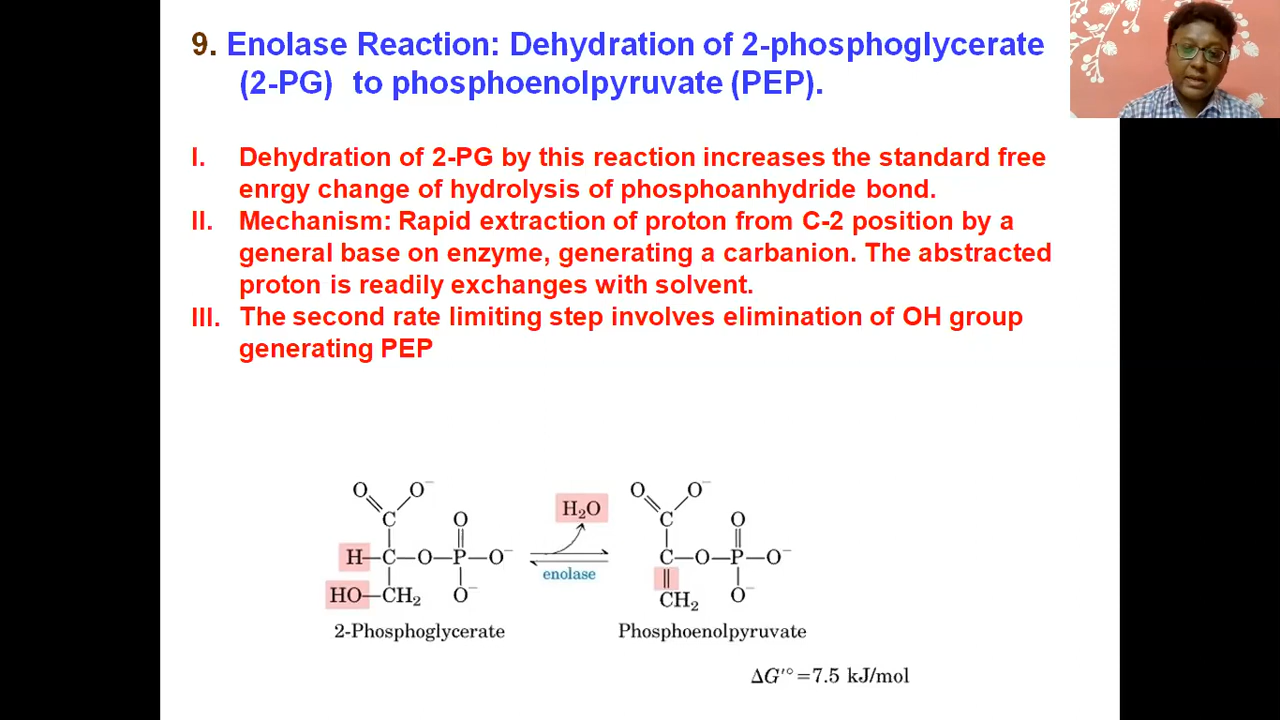 9. Enolase Reaction: Dehydration of 2-phosphoglycerate
(2-PG) to phosphoenolpyruvate (PEP).
I. Dehydration of 2-PG by this reaction increases the standard free
enrgy change of hydrolysis of phosphoanhydride bond.
II. Mechanism: Rapid extraction of proton from C-2 position by a
general base on enzyme, generating a carbanion. The abstracted
proton is readily exchanges with solvent.
III. The second rate limiting step involves elimination of OH group
generating PEP
O O⁻ O O⁻
H₂O
C O C O
H—C—O—P—O⁻ C—O—P—O⁻
enolase
HO—CH₂ O⁻ CH₂ O⁻
2-Phosphoglycerate Phosphoenolpyruvate
ΔG′° = 7.5 kJ/mol